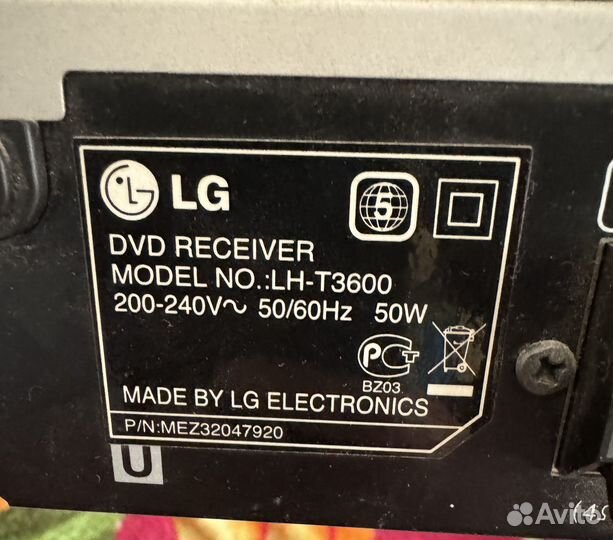 LG
5
DVD RECEIVER
MODEL NO.:LH-T3600
200-240V~ 50/60Hz 50W
PCT
BZ03
MADE BY LG ELECTRONICS
P/N:MEZ32047920
U
Avito